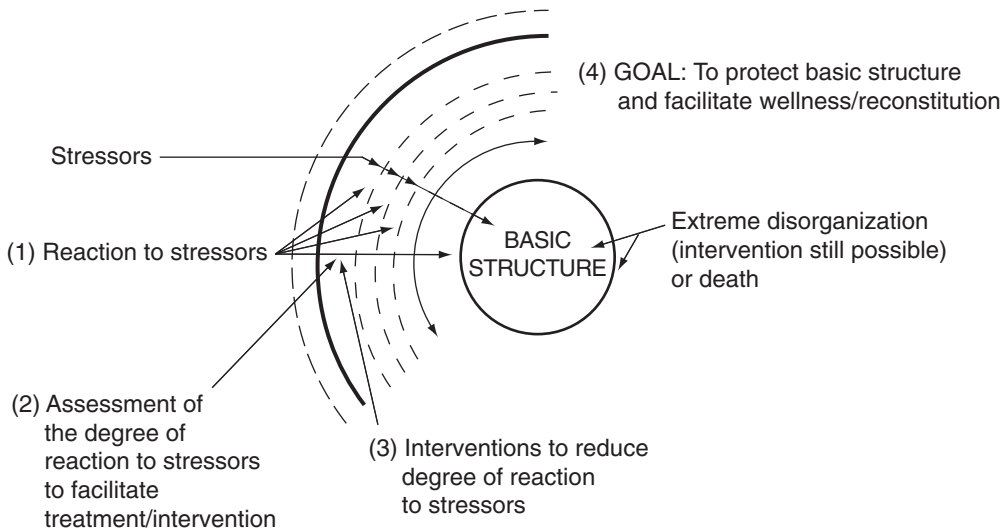 (4) GOAL: To protect basic structure
and facilitate wellness/reconstitution
Stressors
(1) Reaction to stressors
BASIC
STRUCTURE
Extreme disorganization
(intervention still possible)
or death
(2) Assessment of
the degree of
reaction to stressors
to facilitate
treatment/intervention
(3) Interventions to reduce
degree of reaction
to stressors